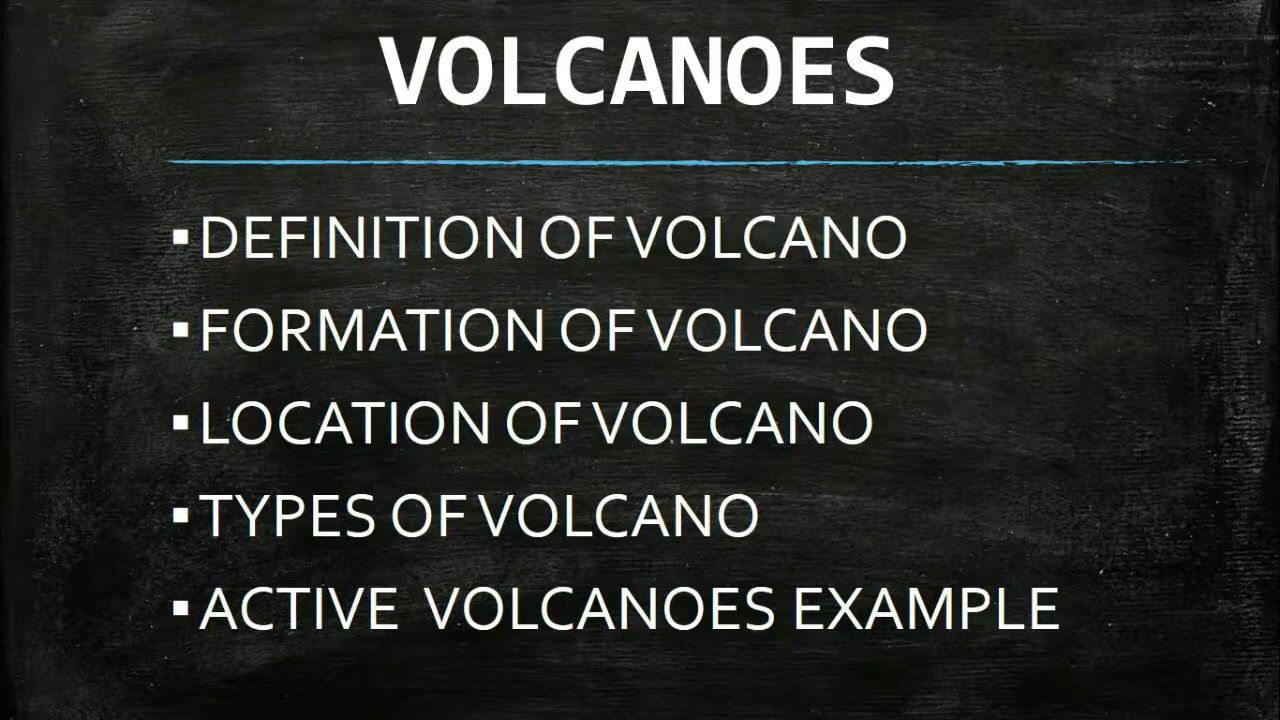 VOLCANOES
▪ DEFINITION OF VOLCANO
▪ FORMATION OF VOLCANO
▪ LOCATION OF VOLCANO
▪ TYPES OF VOLCANO
▪ ACTIVE VOLCANOES EXAMPLE